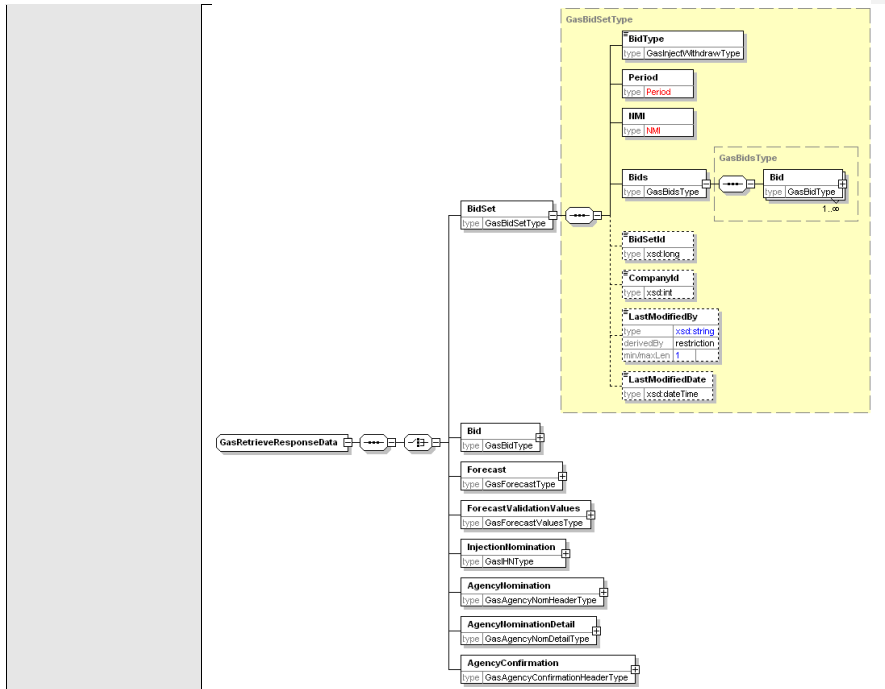 GasBidSetType
BidType
type GasInjectWithdrawType
Period
type Period
NMI
type NMI
GasBidsType
Bids
type GasBidsType
Bid
type GasBidType
1..∞
BidSet
type GasBidSetType
BidSetId
type xsd:long
CompanyId
type xsd:int
LastModifiedBy
type xsd:string
derivedBy restriction
min/maxLen 1
LastModifiedDate
type xsd:dateTime
GasRetrieveResponseData
Bid
type GasBidType
Forecast
type GasForecastType
ForecastValidationValues
type GasForecastValuesType
InjectionNomination
type GasIHNType
AgencyNomination
type GasAgencyNomHeaderType
AgencyNominationDetail
type GasAgencyNomDetailType
AgencyConfirmation
type GasAgencyConfirmationHeaderType